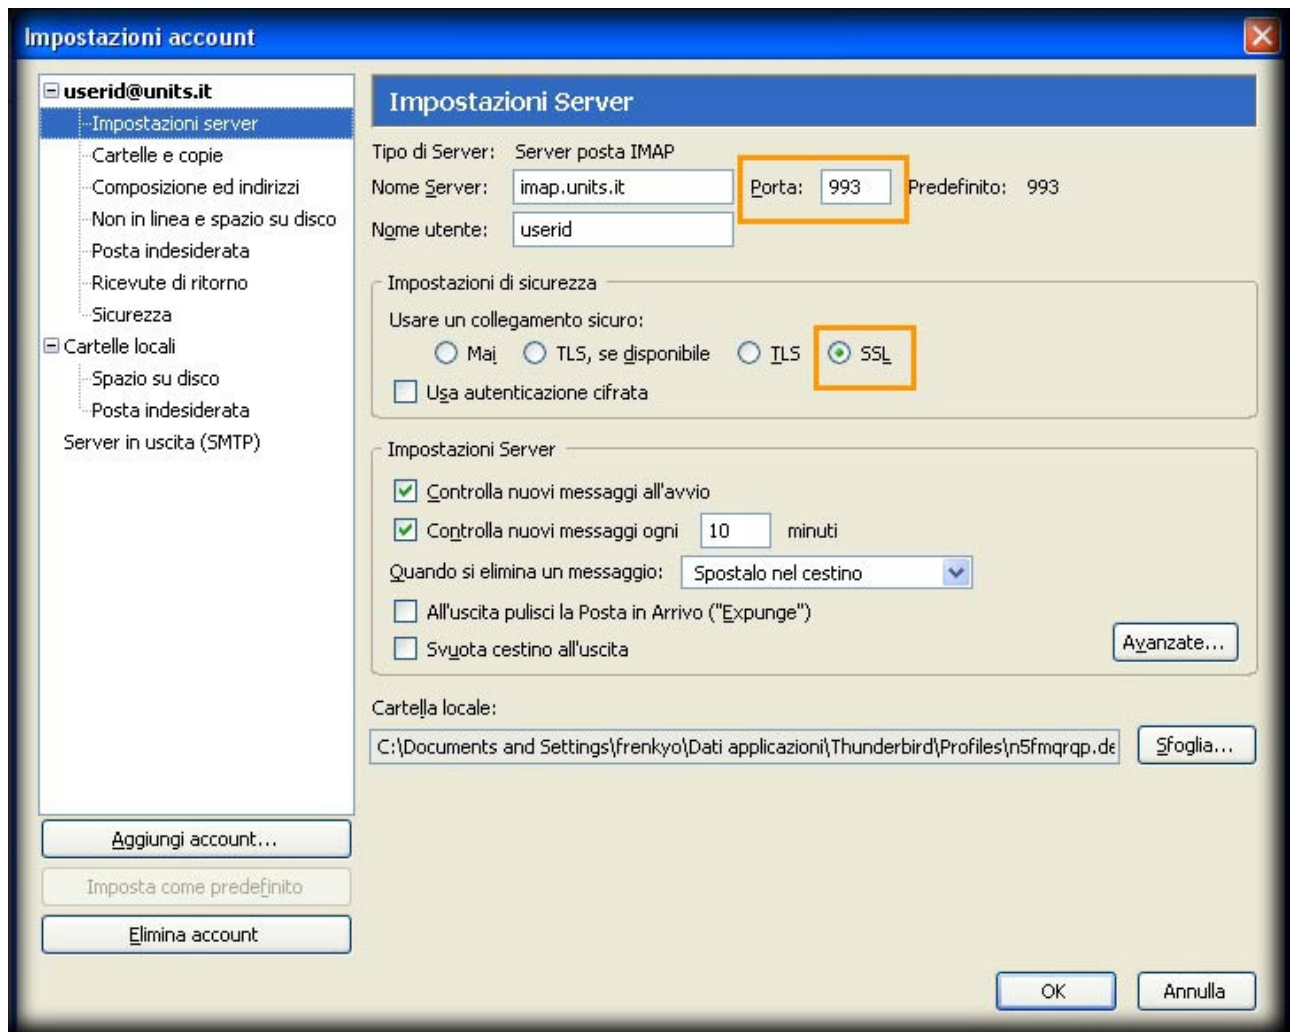 Impostazioni account
userid@units.it
Impostazioni server
Cartelle e copie
Composizione ed indirizzi
Non in linea e spazio su disco
Posta indesiderata
Ricevute di ritorno
Sicurezza
Cartelle locali
Spazio su disco
Posta indesiderata
Server in uscita (SMTP)
Aggiungi account...
Imposta come predefinito
Elimina account
Impostazioni Server
Tipo di Server: Server posta IMAP
Nome Server: imap.units.it Porta: 993 Predefinito: 993
Nome utente: userid
Impostazioni di sicurezza
Usare un collegamento sicuro:
Mai TLS, se disponibile TLS SSL
Usa autenticazione cifrata
Impostazioni Server
Controlla nuovi messaggi all'avvio
Controlla nuovi messaggi ogni 10 minuti
Quando si elimina un messaggio: Spostalo nel cestino
All'uscita pulisci la Posta in Arrivo ("Expunge")
Svuota cestino all'uscita
Avanzate...
Cartella locale:
C:\Documents and Settings\frenkyo\Dati applicazioni\Thunderbird\Profiles\n5fmqrqp.de Sfoglia...
OK Annulla